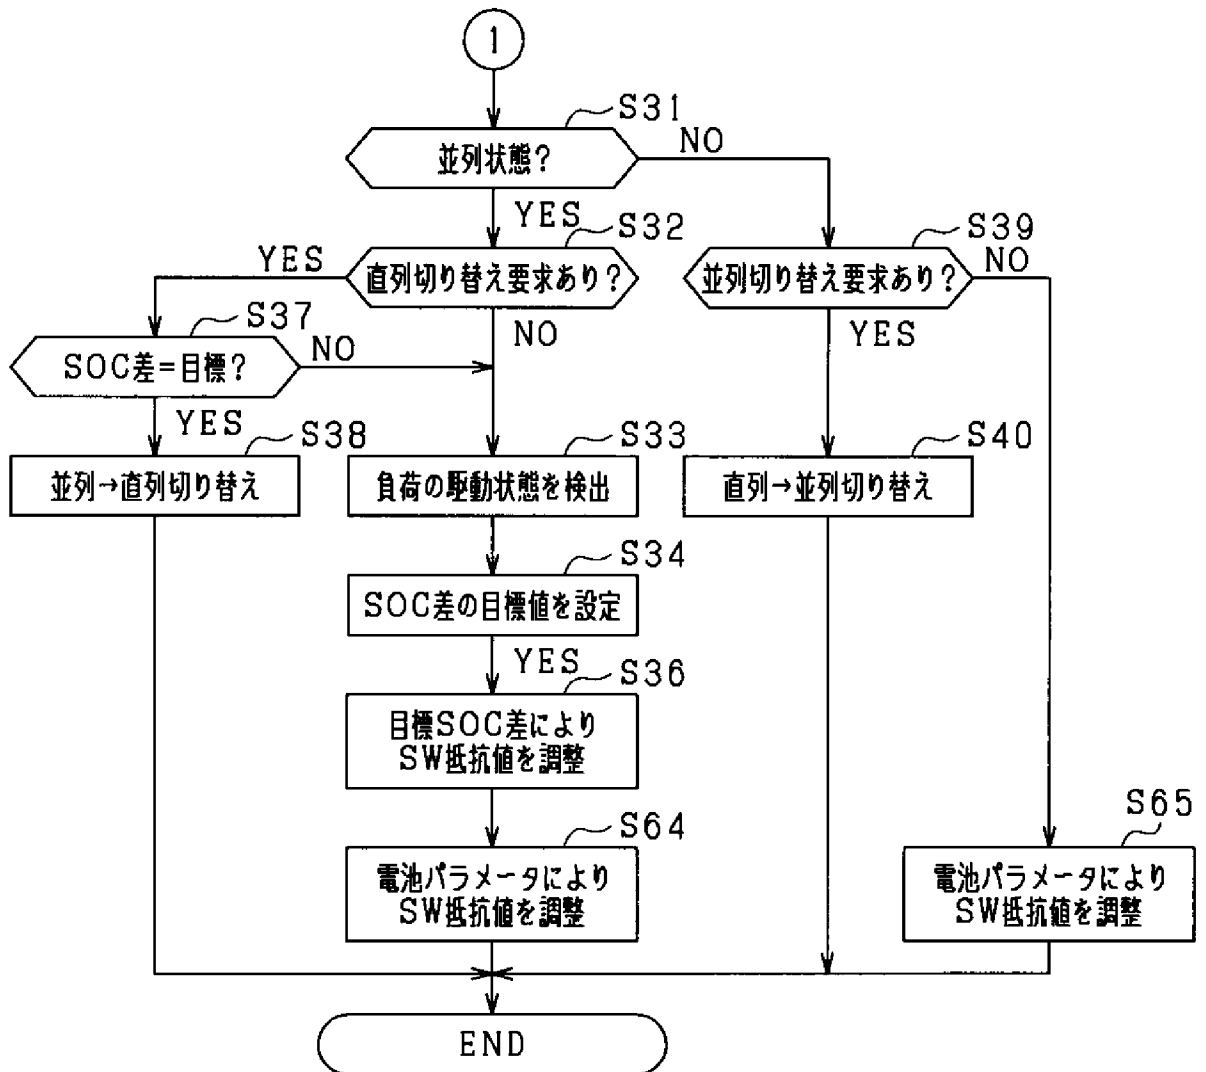 1
S31
並列状態?
NO
YES
S32
直列切り替え要求あり?
YES
NO
S39
並列切り替え要求あり?
NO
YES
S37
SOC差=目標?
NO
YES
S38
並列→直列切り替え
S33
負荷の駆動状態を検出
S40
直列→並列切り替え
S34
SOC差の目標値を設定
YES
S36
目標SOC差により
SW抵抗値を調整
S64
電池パラメータにより
SW抵抗値を調整
S65
電池パラメータにより
SW抵抗値を調整
END